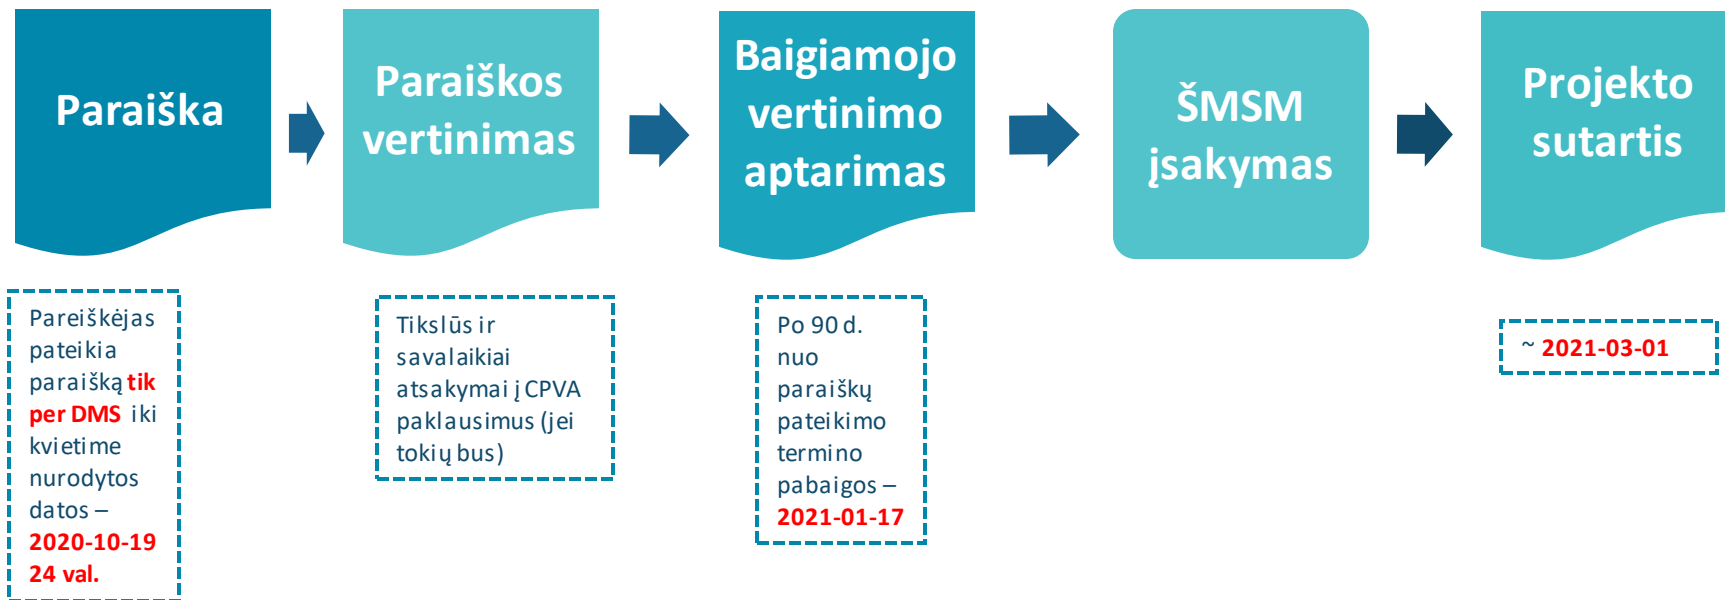 Paraiška
Paraiškos
vertinimas
Baigiamojo
vertinimo
aptarimas
ŠMSM
įsakymas
Projekto
sutartis
Pareiškėjas
pateikia
paraišką tik
per DMS iki
kvietime
nurodytos
datos –
2020-10-19
24 val.
Tikslūs ir
savalaikiai
atsakymai į CPVA
paklausimus (jei
tokių bus)
Po 90 d.
nuo
paraiškų
pateikimo
termino
pabaigos –
2021-01-17
~ 2021-03-01